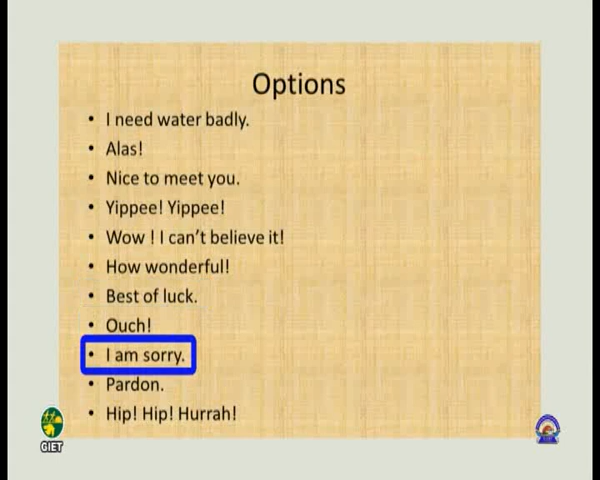 Options
• I need water badly.
• Alas!
• Nice to meet you.
• Yippee! Yippee!
• Wow ! I can't believe it!
• How wonderful!
• Best of luck.
• Ouch!
• I am sorry.
• Pardon.
• Hip! Hip! Hurrah!
GIET